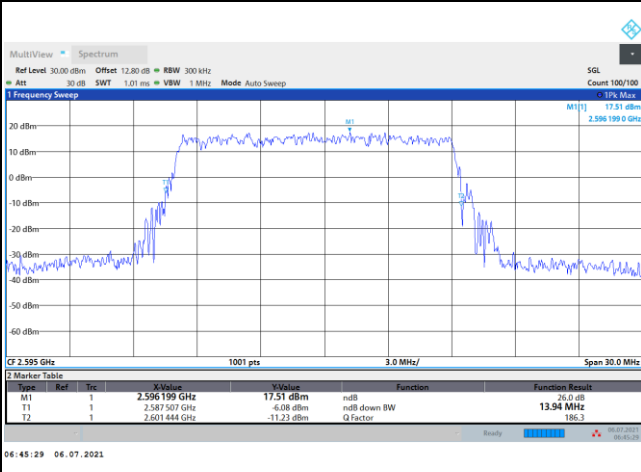 MultiView Spectrum
Ref Level 30.00 dBm Offset 12.80 dB RBW 300 kHz SGL
Att 30 dB SWT 1.01 ms VBW 1 MHz Mode Auto Sweep Count 100/100
1 Frequency Sweep 1Pk Max
M1[1] 17.51 dBm
2.596 199 0 GHz
M1
20 dBm
10 dBm
0 dBm
T1
-10 dBm
T2
-20 dBm
-30 dBm
-40 dBm
-50 dBm
-60 dBm
CF 2.595 GHz 1001 pts 3.0 MHz/ Span 30.0 MHz
2 Marker Table
Type Ref Trc X-Value Y-Value Function Function Result
M1 1 2.596 199 GHz 17.51 dBm ndB 26.0 dB
T1 1 2.587 507 GHz -6.08 dBm ndB down BW 13.94 MHz
T2 1 2.601 444 GHz -11.23 dBm Q Factor 186.3
Ready 06.07.2021
06:45:29
06:45:29 06.07.2021